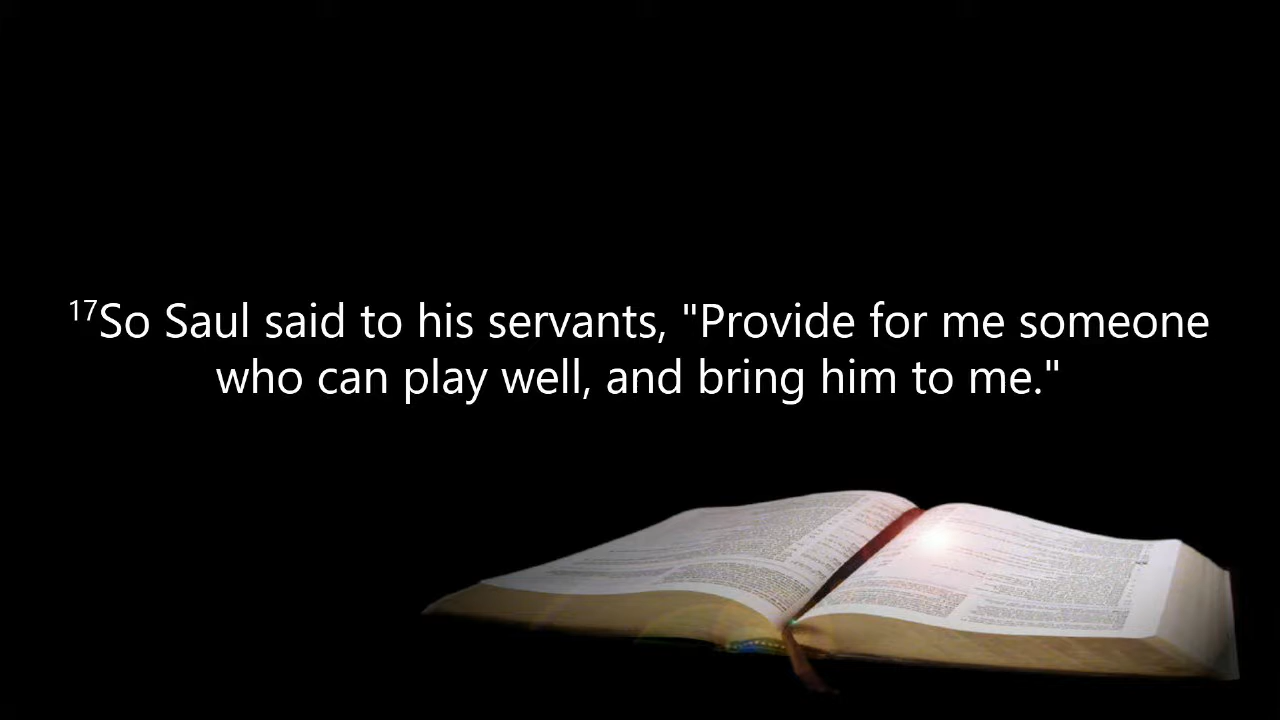 17So Saul said to his servants, "Provide for me someone
who can play well, and bring him to me."